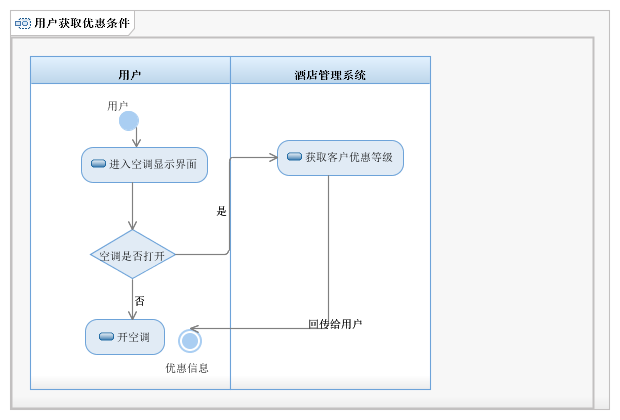 用户获取优惠条件
用户
酒店管理系统
用户
进入空调显示界面
获取客户优惠等级
是
空调是否打开
否
回传给用户
开空调
优惠信息